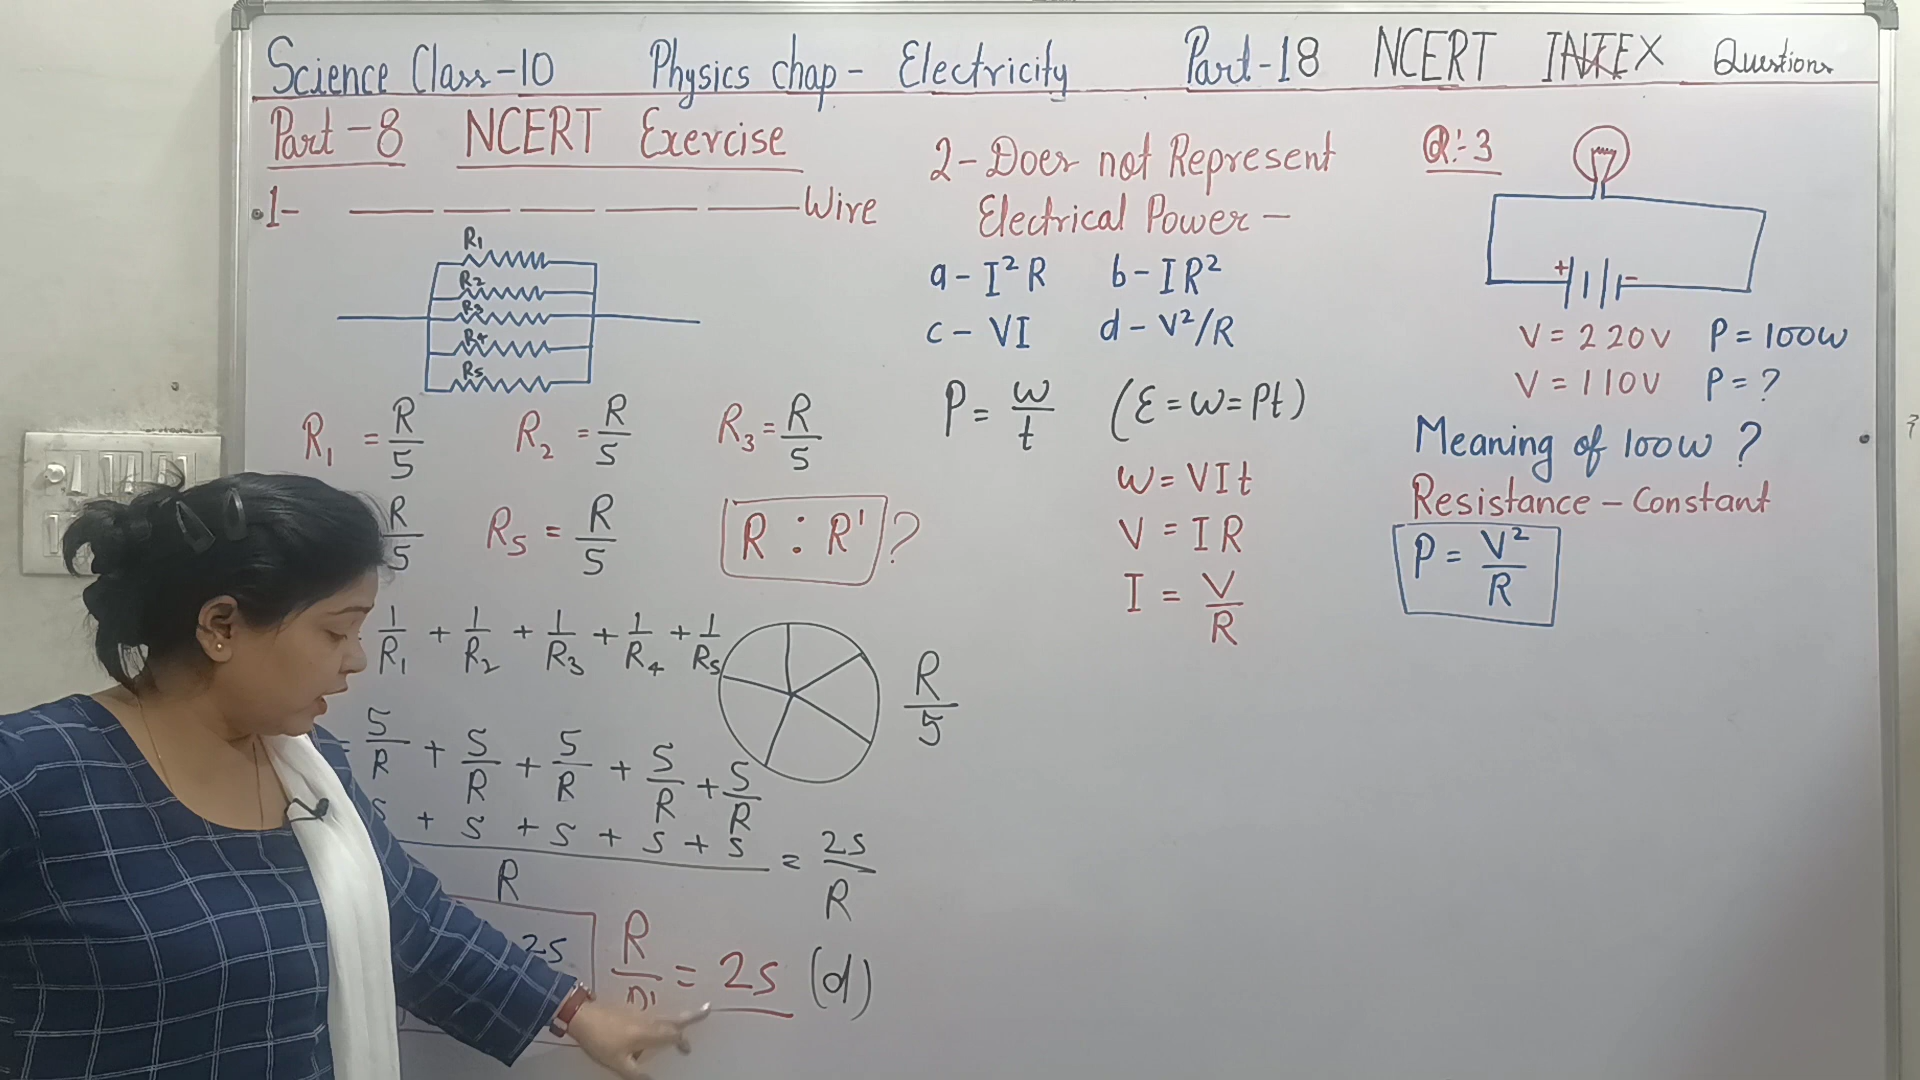 Science Class-10 Physics chap- Electricity Part-18 NCERT INTEX Questions
Part-8 NCERT Exercise
1- Wire
R1
R2
R3
R4
R5
R1 = R/5 R2 = R/5 R3 = R/5
R/5 R5 = R/5 R : R' ?
1/R1 + 1/R2 + 1/R3 + 1/R4 + 1/R5
R/5
= 5/R + 5/R + 5/R + 5/R + 5/R
5 + 5 + 5 + 5 + 5 / R = 25/R
25
R/R' = 25 (d)
2- Does not Represent
Electrical Power -
a - I²R b - IR²
c - VI d - V²/R
P = w/t (E = w = Pt)
w = VIt
V = IR
I = V/R
Q:-3
+ -
V = 220V P = 100w
V = 110V P = ?
Meaning of 100w ?
Resistance - Constant
P = V²/R